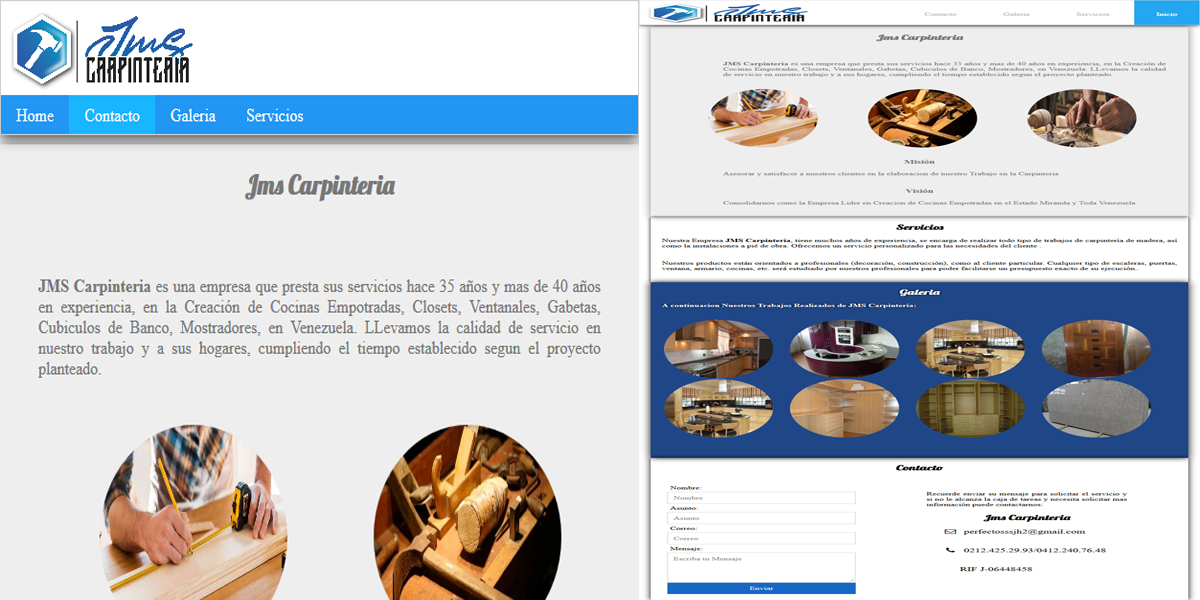 Jms
CARPINTERIA
Home
Contacto
Galeria
Servicios
Jms Carpinteria
JMS Carpinteria es una empresa que presta sus servicios hace 35 años y mas de 40 años
en experiencia, en la Creación de Cocinas Empotradas, Closets, Ventanales, Gabetas,
Cubiculos de Banco, Mostradores, en Venezuela. LLevamos la calidad de servicio en
nuestro trabajo y a sus hogares, cumpliendo el tiempo establecido segun el proyecto
planteado.
Jms
CARPINTERIA
Contacto
Galeria
Servicios
Inicio
Jms Carpinteria
JMS Carpinteria es una empresa que presta sus servicios hace 35 años y mas de 40 años en experiencia, en la Creación de
Cocinas Empotradas, Closets, Ventanales, Gabetas, Cubiculos de Banco, Mostradores, en Venezuela. LLevamos la calidad
de servicio en nuestro trabajo y a sus hogares, cumpliendo el tiempo establecido segun el proyecto planteado.
Misión
Asesorar y satisfacer a nuestros clientes en la elaboracion de nuestro Trabajo en la Carpinteria
Visión
Consolidarnos como la Empresa Lider en Creacion de Cocinas Empotradas en el Estado Miranda y Toda Venezuela
Servicios
Nuestra Empresa JMS Carpinteria, tiene muchos años de experiencia, se encarga de realizar todo tipo de trabajos de carpintería de madera, así
como la instalaciones a pié de obra. Ofrecemos un servicio personalizado para las necesidades del cliente .
Nuestros productos están orientados a profesionales (decoración, construcción), como al cliente particular. Cualquier tipo de escaleras, puertas,
ventana, armario, cocinas, etc. será estudiado por nuestros profesionales para poder facilitarse un presupuesto exacto de su ejecución..
Galeria
A continuacion Nuestros Trabajos Realizados de JMS Carpinteria:
Contacto
Nombre:
Nombre
Asunto:
Asunto
Correo:
Correo
Mensaje:
Escriba tu Mensaje
Enviar
Recuerde enviar su mensaje para solicitar el servicio y
si no le alcanza la caja de tareas y necesita solicitar mas
información puede contactarnos:
Jms Carpinteria
perfectosssjh2@gmail.com
0212.425.29.93/0412.240.76.48
RIF J-06448458